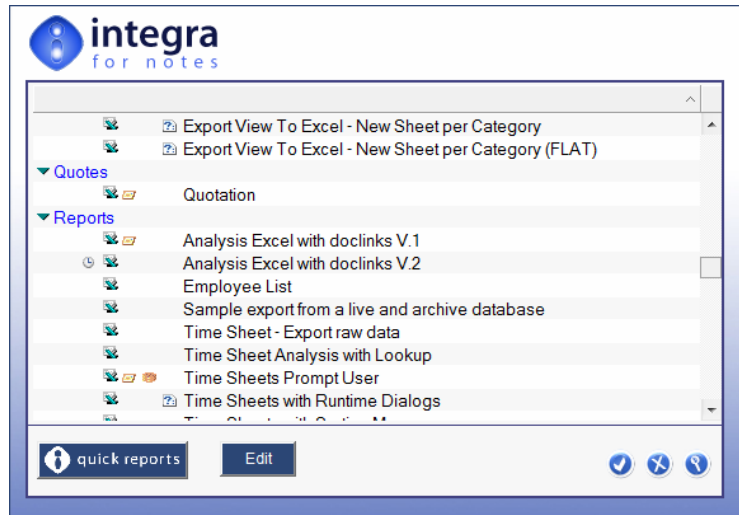 integra
for notes
Export View To Excel - New Sheet per Category
Export View To Excel - New Sheet per Category (FLAT)
Quotes
Quotation
Reports
Analysis Excel with doclinks V.1
Analysis Excel with doclinks V.2
Employee List
Sample export from a live and archive database
Time Sheet - Export raw data
Time Sheet Analysis with Lookup
Time Sheets Prompt User
Time Sheets with Runtime Dialogs
quick reports
Edit